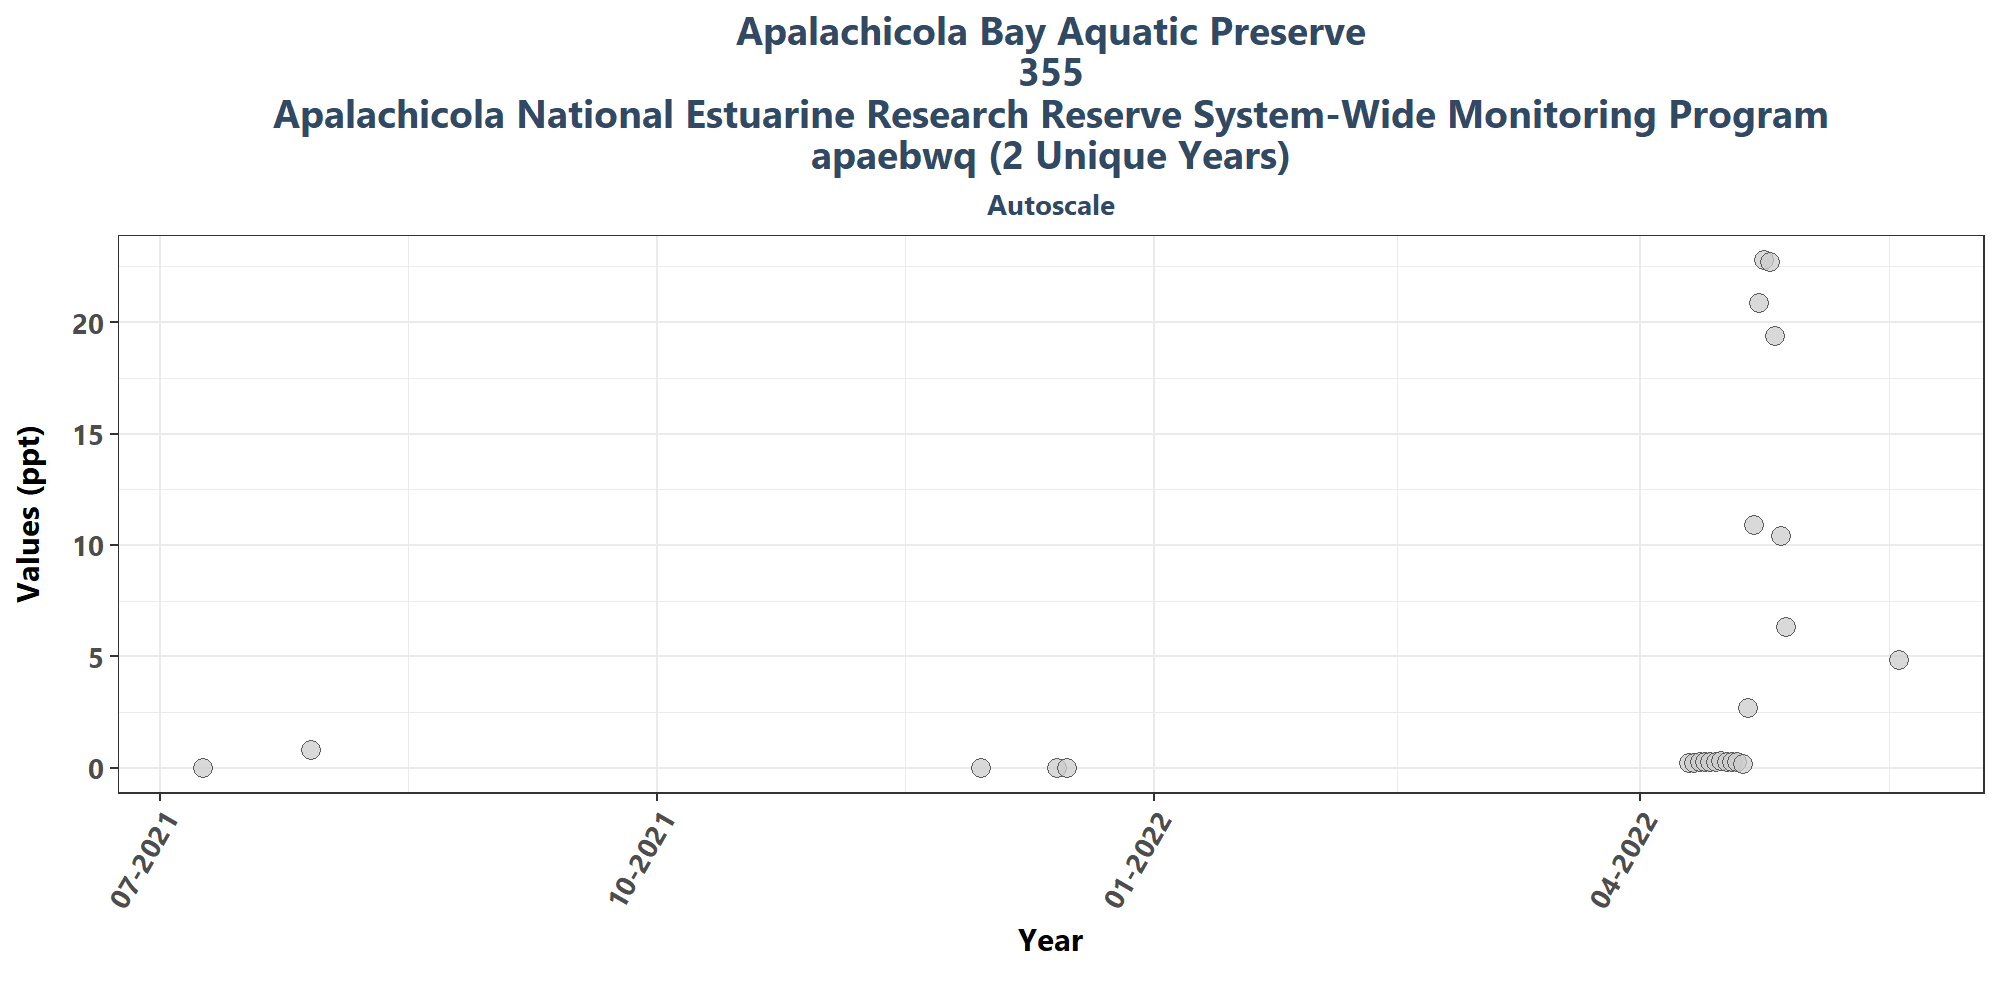 Apalachicola Bay Aquatic Preserve
355
Apalachicola National Estuarine Research Reserve System-Wide Monitoring Program
apaebwq (2 Unique Years)
Autoscale
Values (ppt)
20
15
10
5
0
07-2021
10-2021
01-2022
04-2022
Year